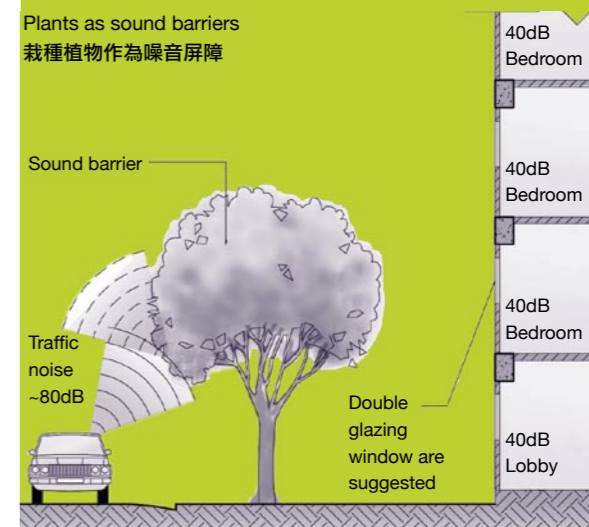 Plants as sound barriers
栽種植物作為噪音屏障
40dB
Bedroom
Sound barrier
40dB
Bedroom
Traffic
noise
~80dB
40dB
Bedroom
Double
glazing
window are
suggested
40dB
Lobby